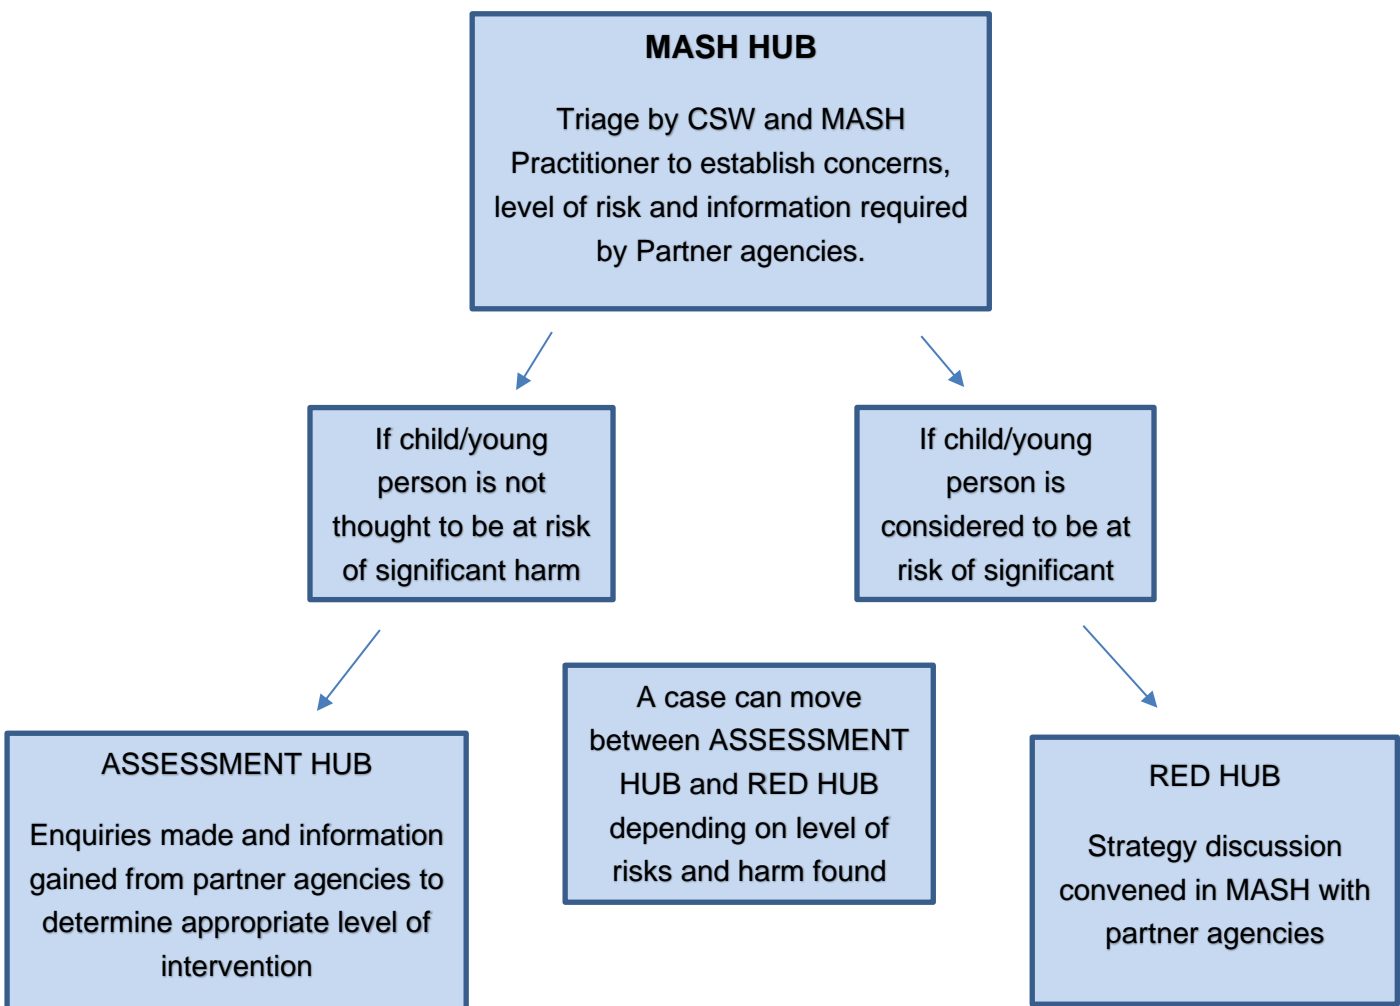 MASH HUB
Triage by CSW and MASH
Practitioner to establish concerns,
level of risk and information required
by Partner agencies.
If child/young
person is not
thought to be at risk
of significant harm
If child/young
person is
considered to be at
risk of significant
A case can move
between ASSESSMENT
HUB and RED HUB
depending on level of
risks and harm found
ASSESSMENT HUB
Enquiries made and information
gained from partner agencies to
determine appropriate level of
intervention
RED HUB
Strategy discussion
convened in MASH with
partner agencies